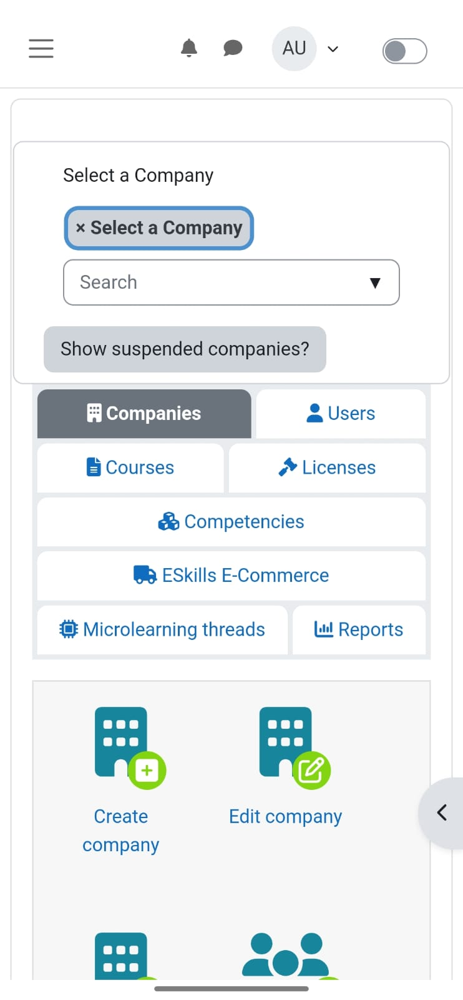 AU
Select a Company
× Select a Company
Search
Show suspended companies?
Companies
Users
Courses
Licenses
Competencies
ESkills E-Commerce
Microlearning threads
Reports
Create
company
Edit company